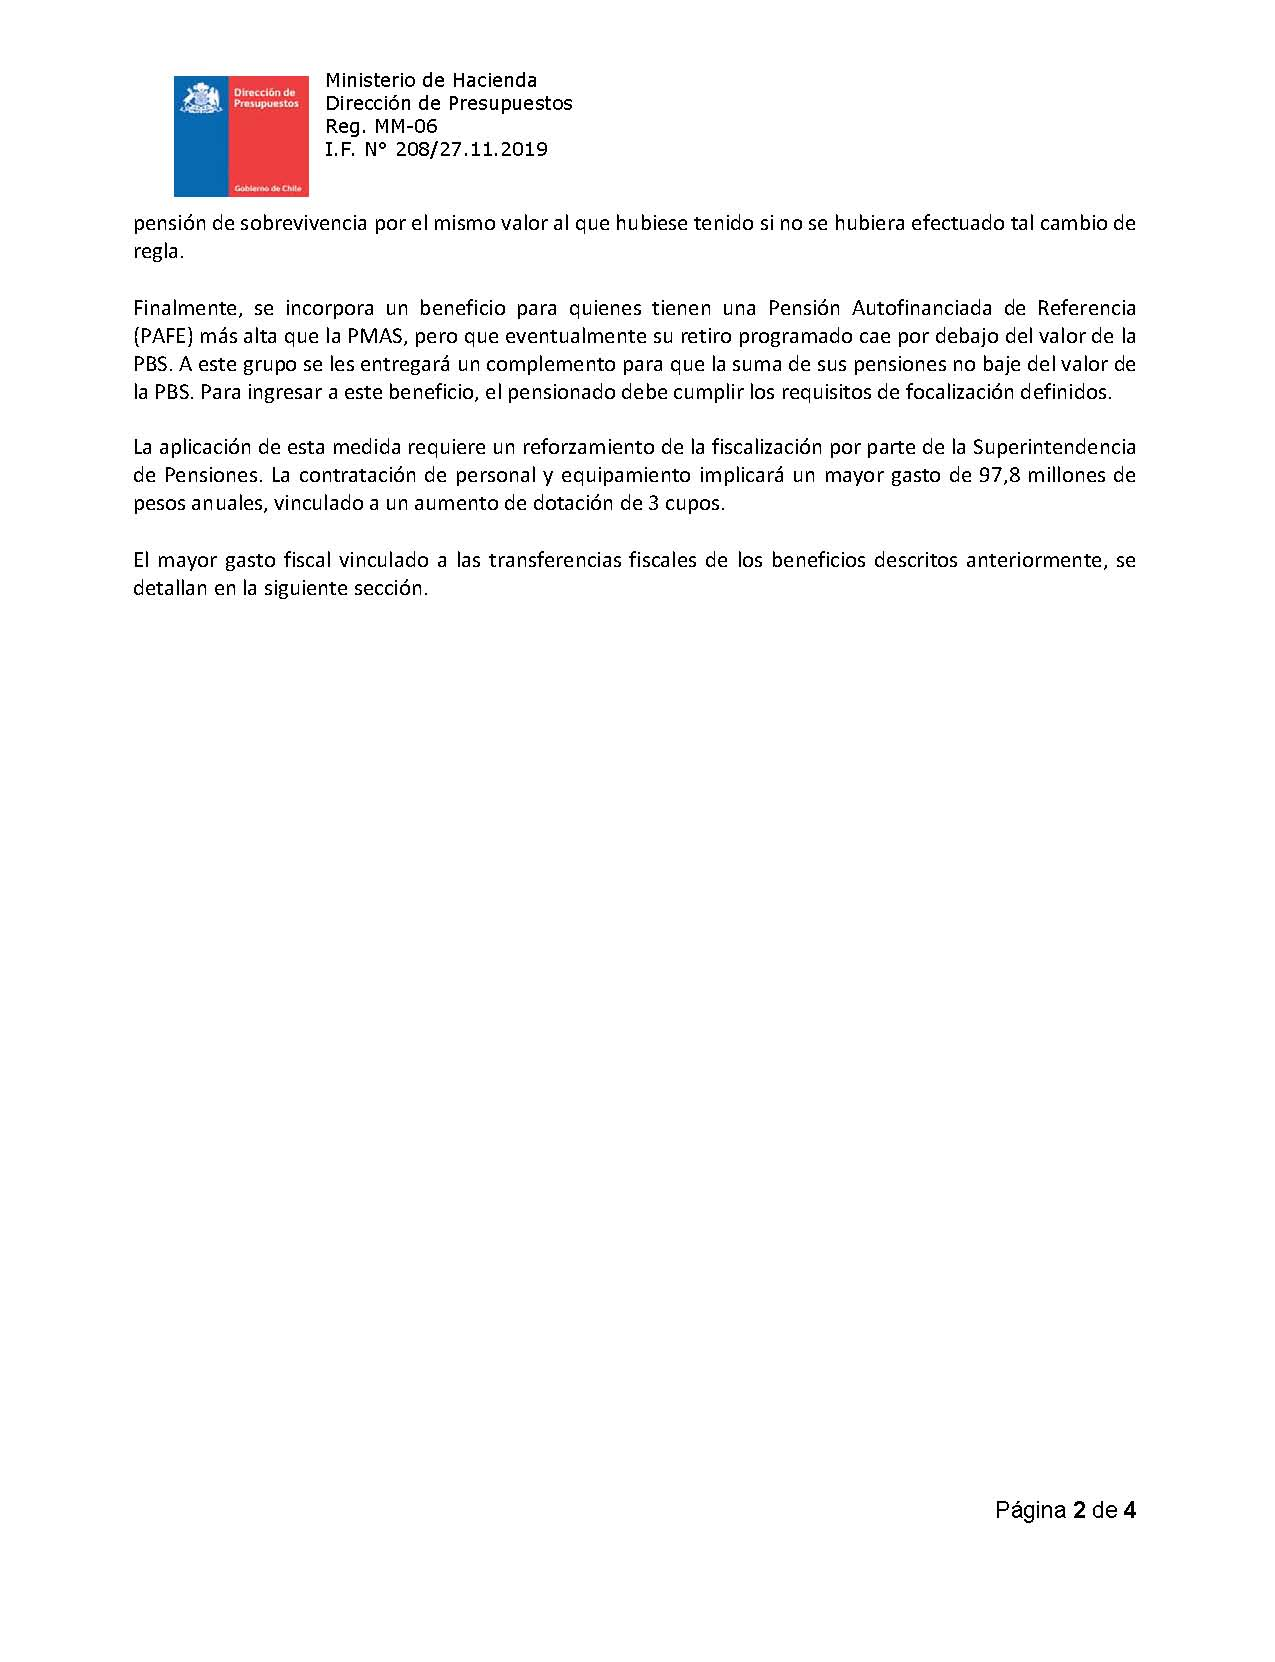 Dirección de
Presupuestos
Gobierno de Chile
Ministerio de Hacienda
Dirección de Presupuestos
Reg. MM-06
I.F. N° 208/27.11.2019
pensión de sobrevivencia por el mismo valor al que hubiese tenido si no se hubiera efectuado tal cambio de
regla.
Finalmente, se incorpora un beneficio para quienes tienen una Pensión Autofinanciada de Referencia
(PAFE) más alta que la PMAS, pero que eventualmente su retiro programado cae por debajo del valor de la
PBS. A este grupo se les entregará un complemento para que la suma de sus pensiones no baje del valor de
la PBS. Para ingresar a este beneficio, el pensionado debe cumplir los requisitos de focalización definidos.
La aplicación de esta medida requiere un reforzamiento de la fiscalización por parte de la Superintendencia
de Pensiones. La contratación de personal y equipamiento implicará un mayor gasto de 97,8 millones de
pesos anuales, vinculado a un aumento de dotación de 3 cupos.
El mayor gasto fiscal vinculado a las transferencias fiscales de los beneficios descritos anteriormente, se
detallan en la siguiente sección.
Página 2 de 4